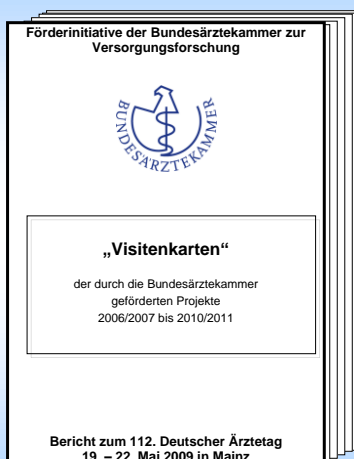 Förderinitiative der Bundesärztekammer zur
Versorgungsforschung
BUNDESÄRZTEKAMMER
„Visitenkarten“
der durch die Bundesärztekammer
geförderten Projekte
2006/2007 bis 2010/2011
Bericht zum 112. Deutscher Ärztetag
19. – 22. Mai 2009 in Mainz